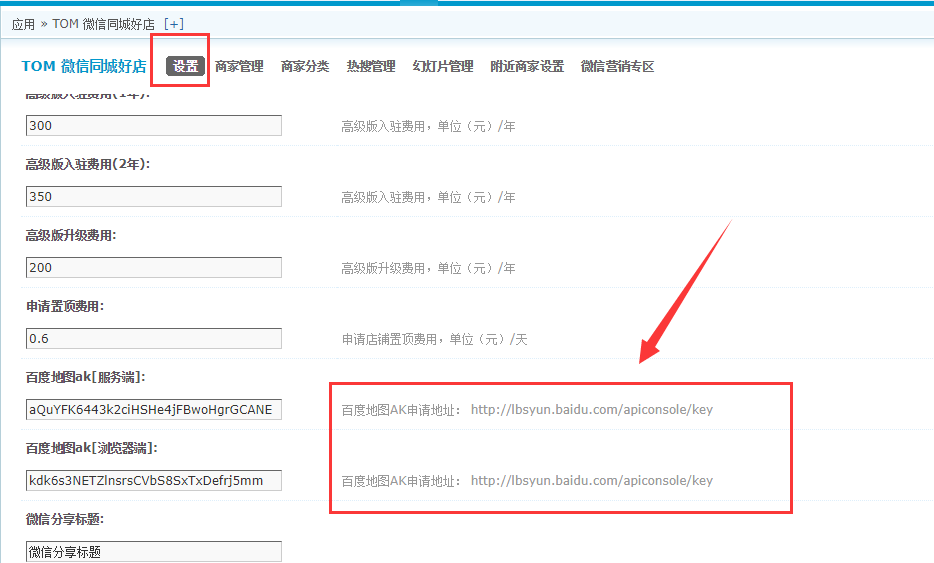 应用 » TOM 微信同城好店 [+]
TOM 微信同城好店 设置 商家管理 商家分类 热搜管理 幻灯片管理 附近商家设置 微信营销专区
高级版入驻费用(1年):
300 高级版入驻费用，单位（元）/年
高级版入驻费用(2年):
350 高级版入驻费用，单位（元）/年
高级版升级费用:
200 高级版升级费用，单位（元）/年
申请置顶费用:
0.6 申请店铺置顶费用，单位（元）/天
百度地图ak[服务端]:
aQuYFK6443k2ciHSHe4jFBwoHgrGCANE 百度地图AK申请地址： http://lbsyun.baidu.com/apiconsole/key
百度地图ak[浏览器端]:
kdk6s3NETZlnsrsCVbS8SxTxDefrj5mm 百度地图AK申请地址： http://lbsyun.baidu.com/apiconsole/key
微信分享标题:
微信分享标题